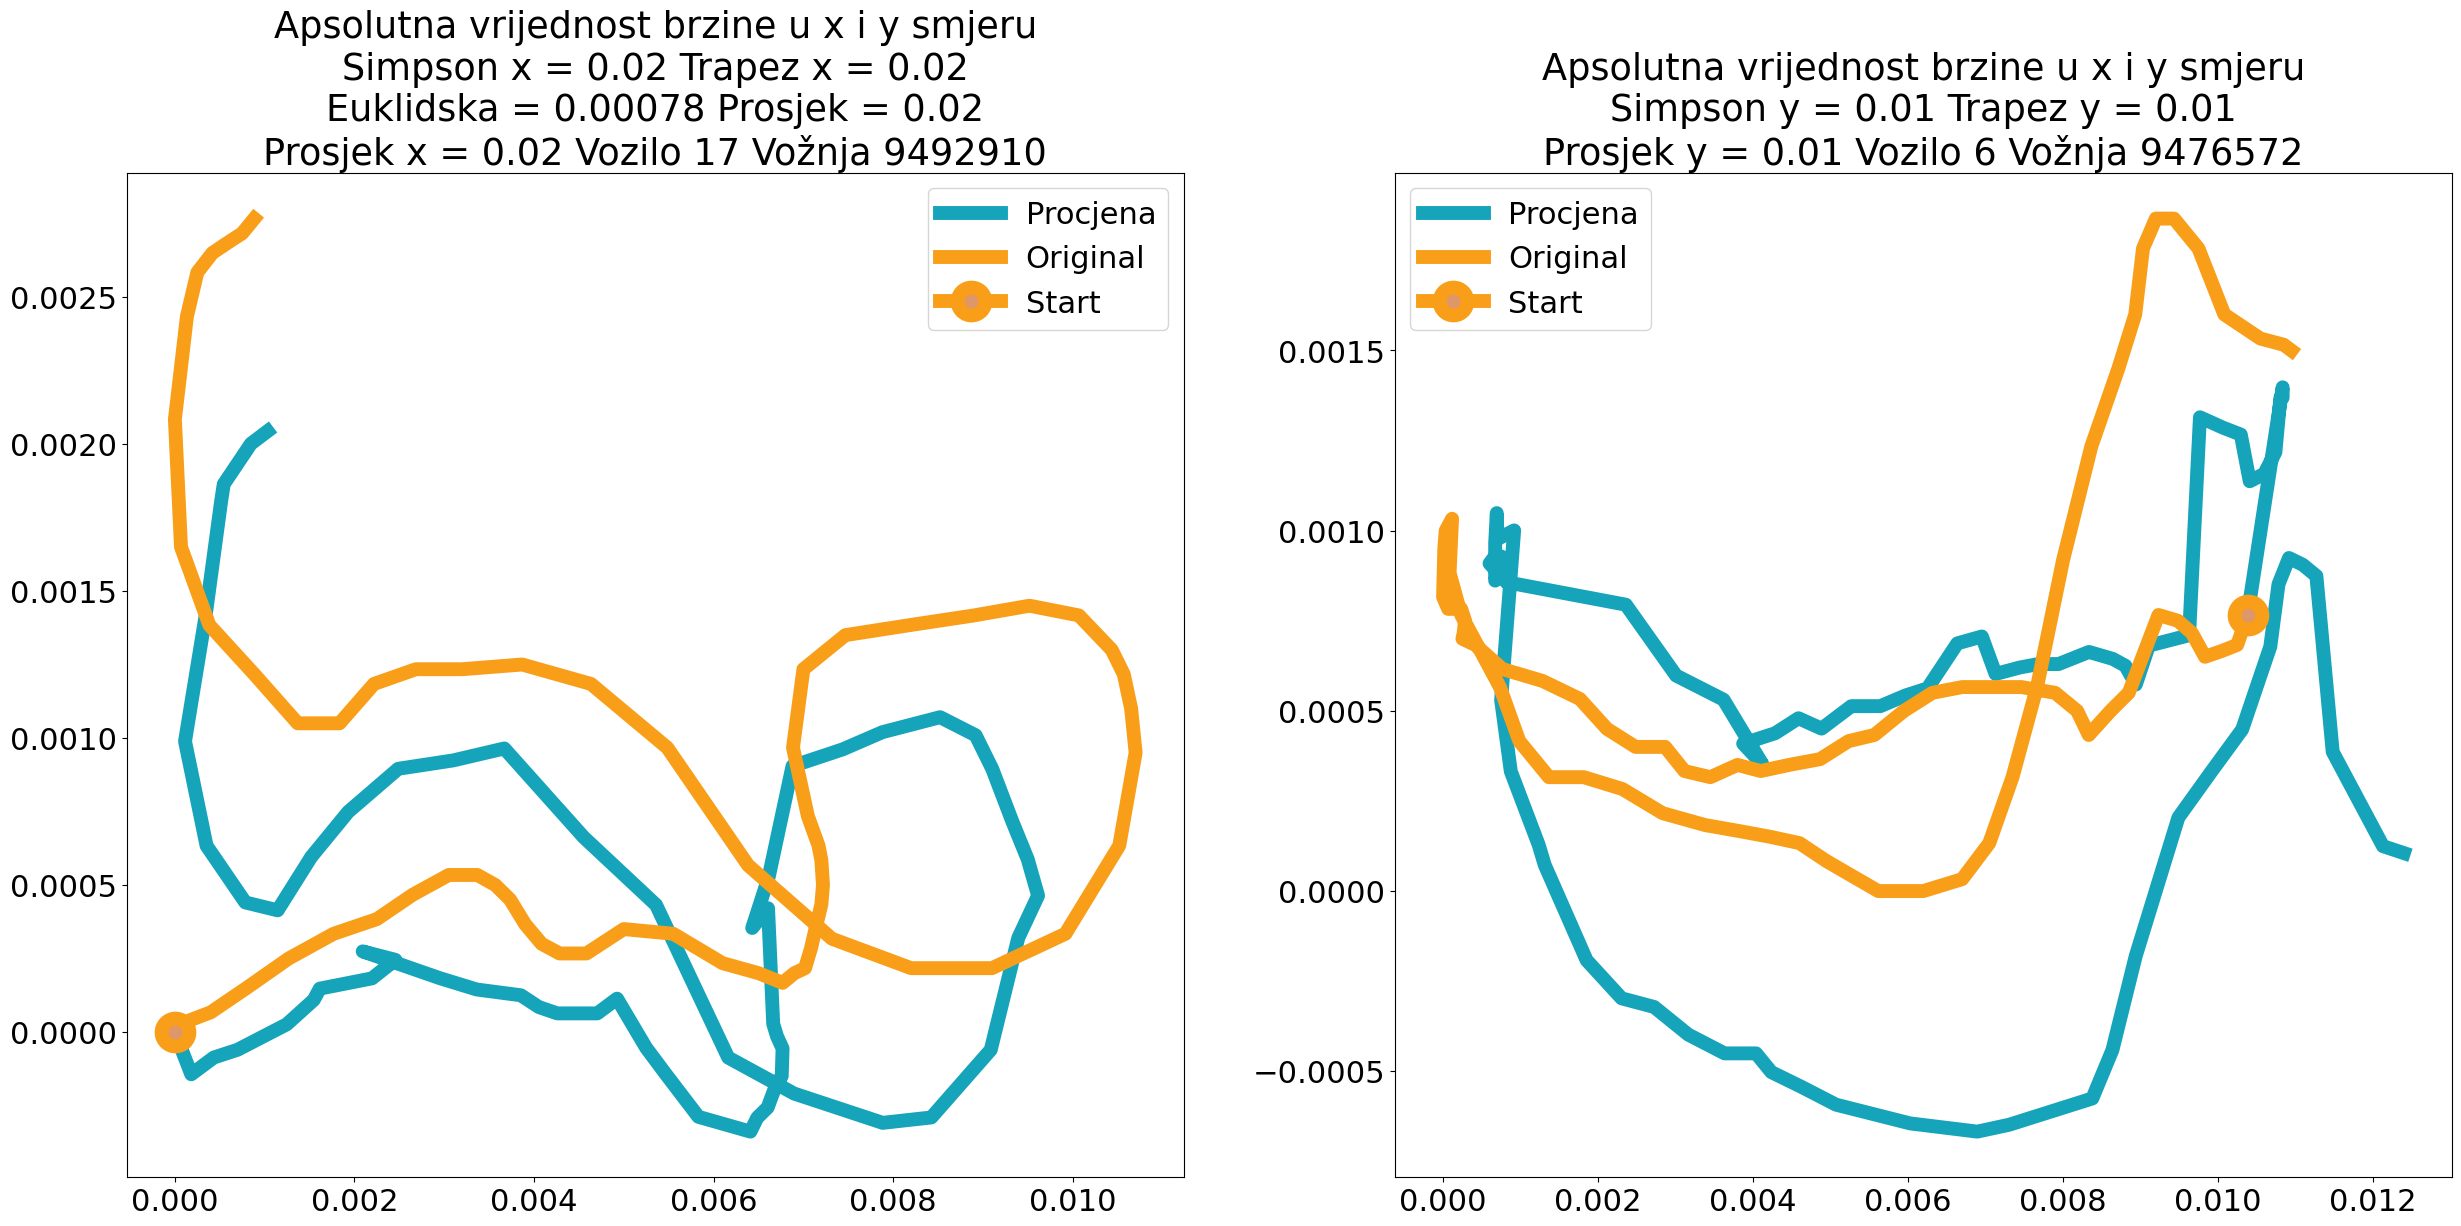 Apsolutna vrijednost brzine u x i y smjeru
Simpson x = 0.02 Trapez x = 0.02
Euklidska = 0.00078 Prosjek = 0.02
Prosjek x = 0.02 Vozilo 17 Vožnja 9492910
Procjena
Original
Start
0.0025
0.0020
0.0015
0.0010
0.0005
0.0000
0.000 0.002 0.004 0.006 0.008 0.010
Apsolutna vrijednost brzine u x i y smjeru
Simpson y = 0.01 Trapez y = 0.01
Prosjek y = 0.01 Vozilo 6 Vožnja 9476572
Procjena
Original
Start
0.0015
0.0010
0.0005
0.0000
−0.0005
0.000 0.002 0.004 0.006 0.008 0.010 0.012